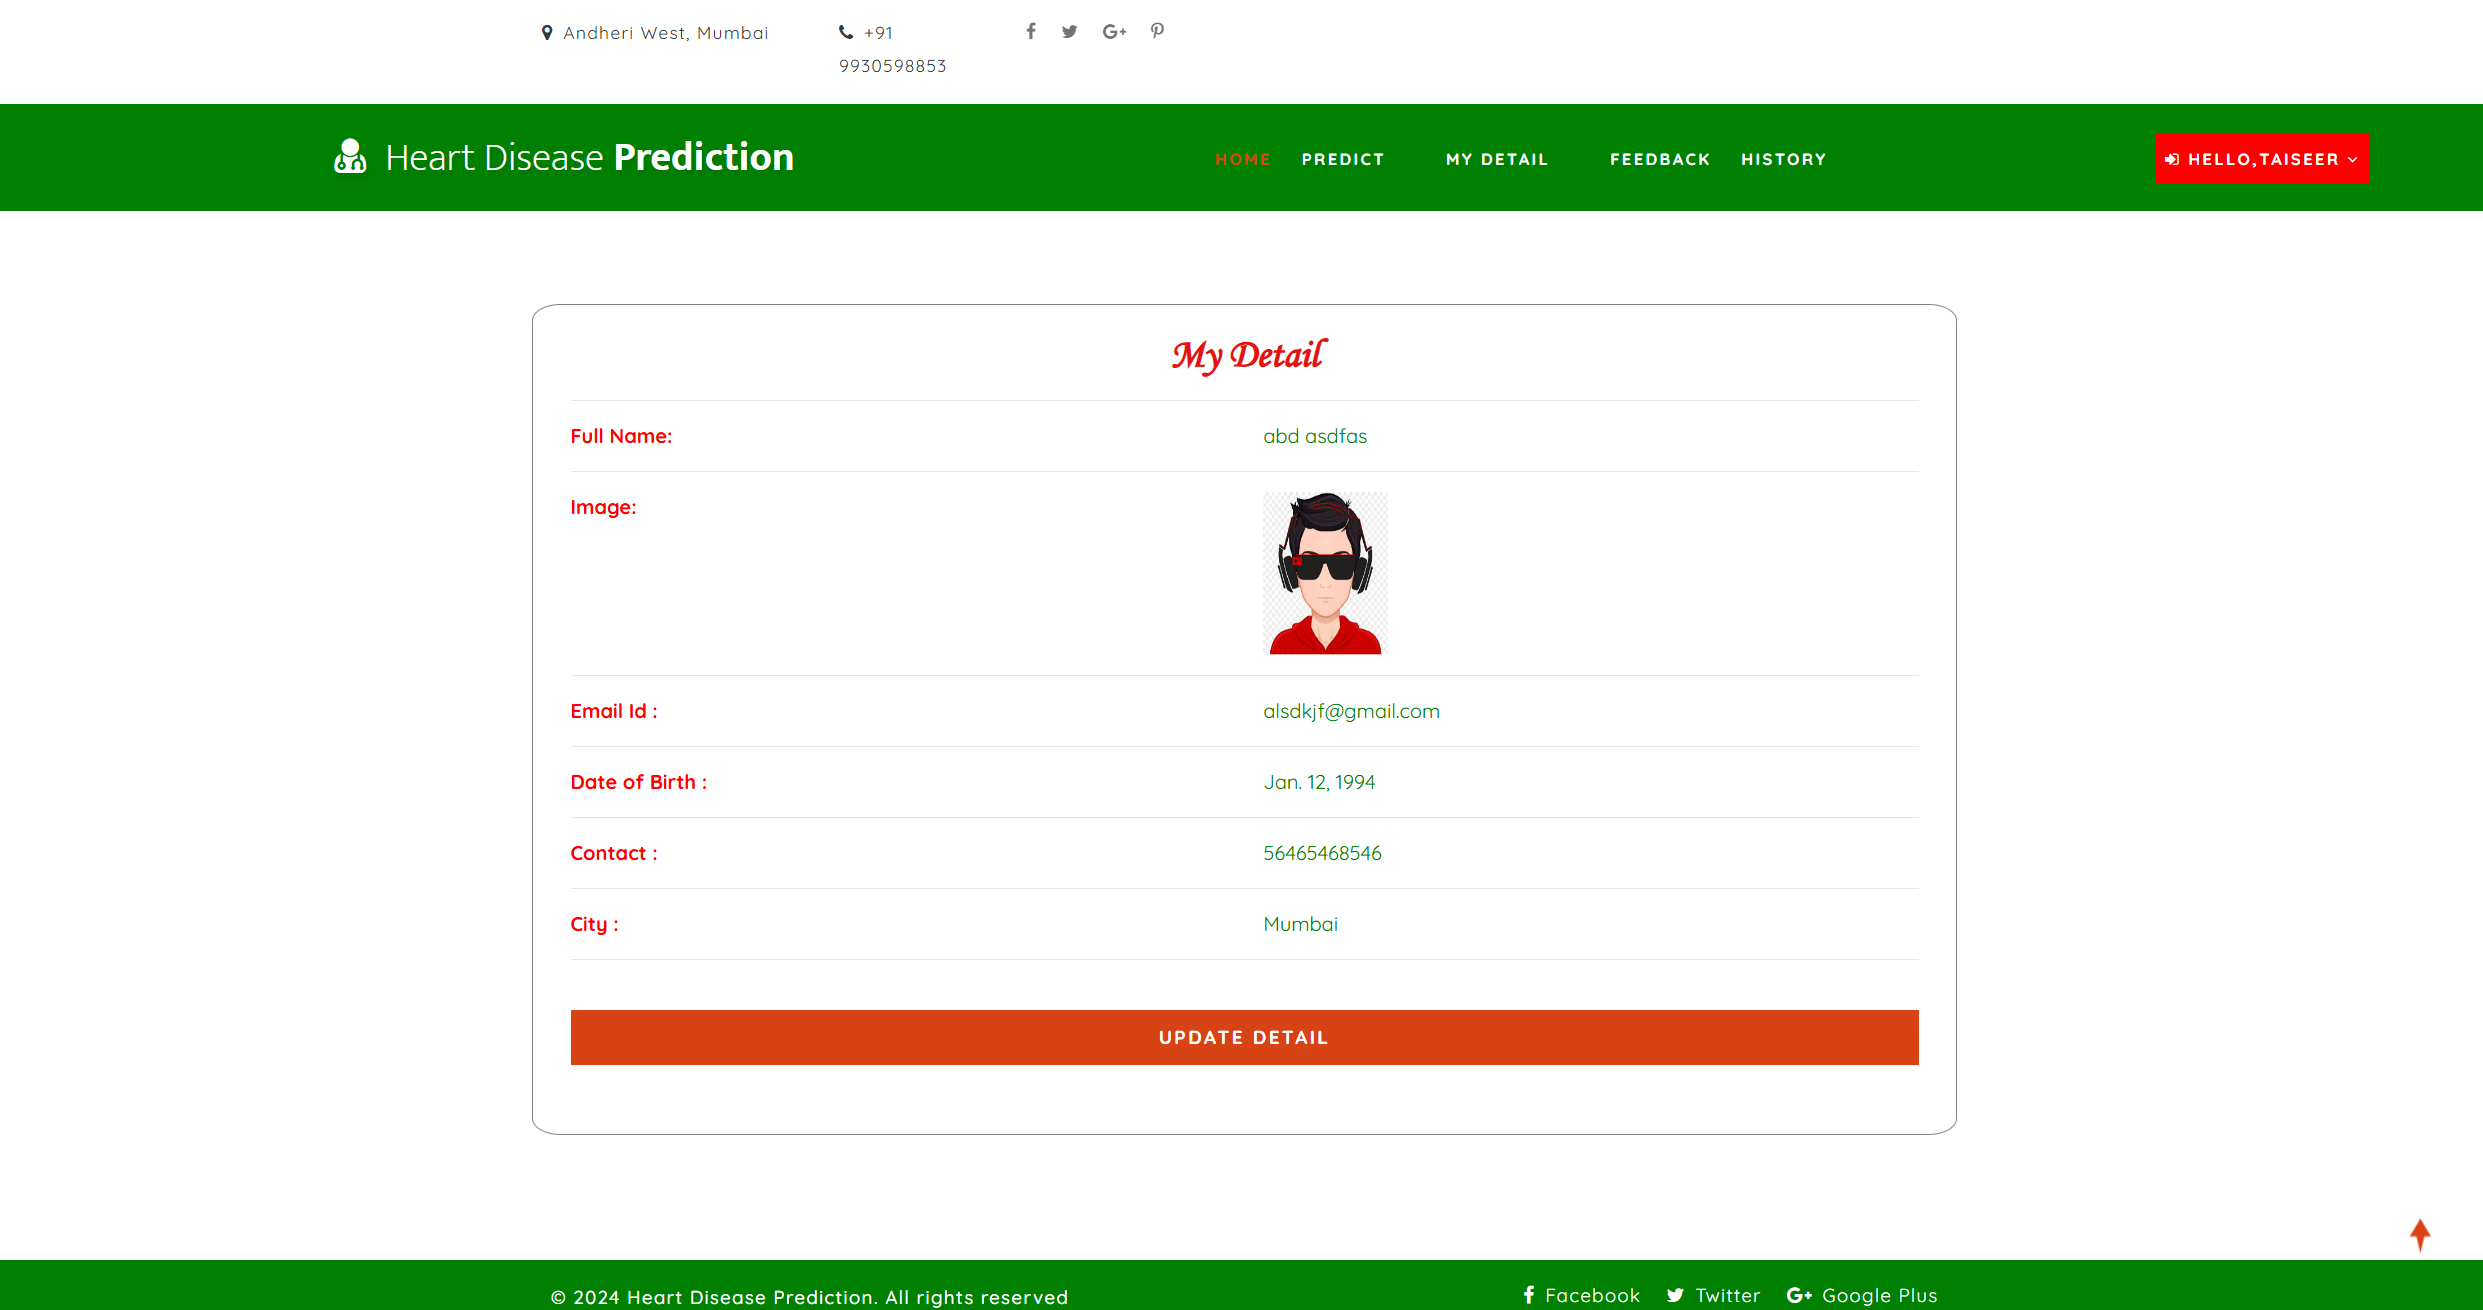 Andheri West, Mumbai
+91
9930598853
Heart Disease Prediction
HOME PREDICT MY DETAIL FEEDBACK HISTORY
HELLO,TAISEER
My Detail
Full Name: abd asdfas
Image:
Email Id : alsdkjf@gmail.com
Date of Birth : Jan. 12, 1994
Contact : 56465468546
City : Mumbai
UPDATE DETAIL
© 2024 Heart Disease Prediction. All rights reserved
Facebook Twitter Google Plus